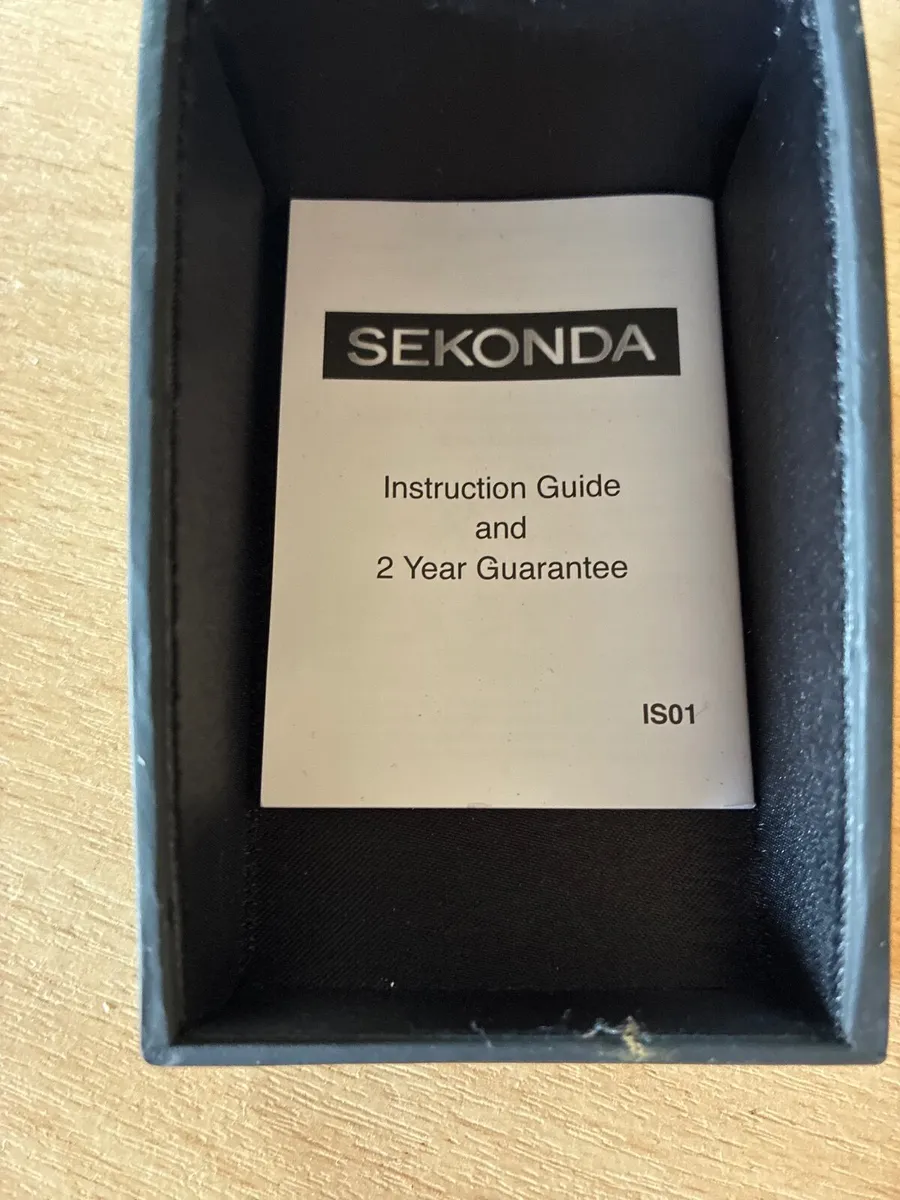 SEKONDA
Instruction Guide
and
2 Year Guarantee
IS01